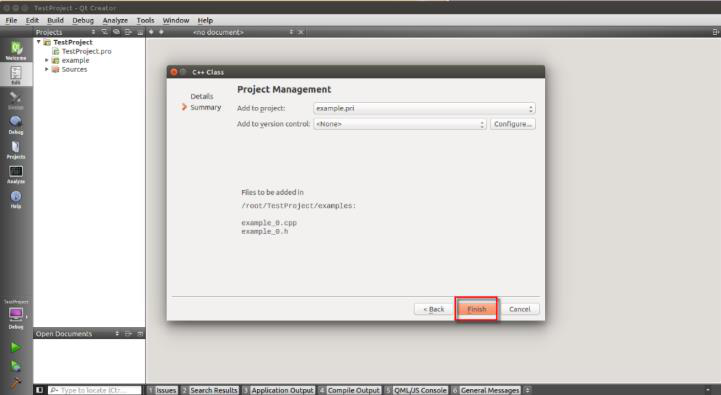 TestProject - Qt Creator
File Edit Build Debug Analyze Tools Window Help
Projects
<no document>
Welcome
Edit
Design
Debug
Projects
Analyze
Help
TestProject
TestProject.pro
example
Sources
C++ Class
Details
Summary
Project Management
Add to project: example.pri
Add to version control: <None> Configure...
Files to be added in
/root/TestProject/examples:
example_0.cpp
example_0.h
< Back Finish Cancel
TestProject
Debug
Open Documents
Type to locate (Ctr...
1 Issues 2 Search Results 3 Application Output 4 Compile Output 5 QML/JS Console 6 General Messages